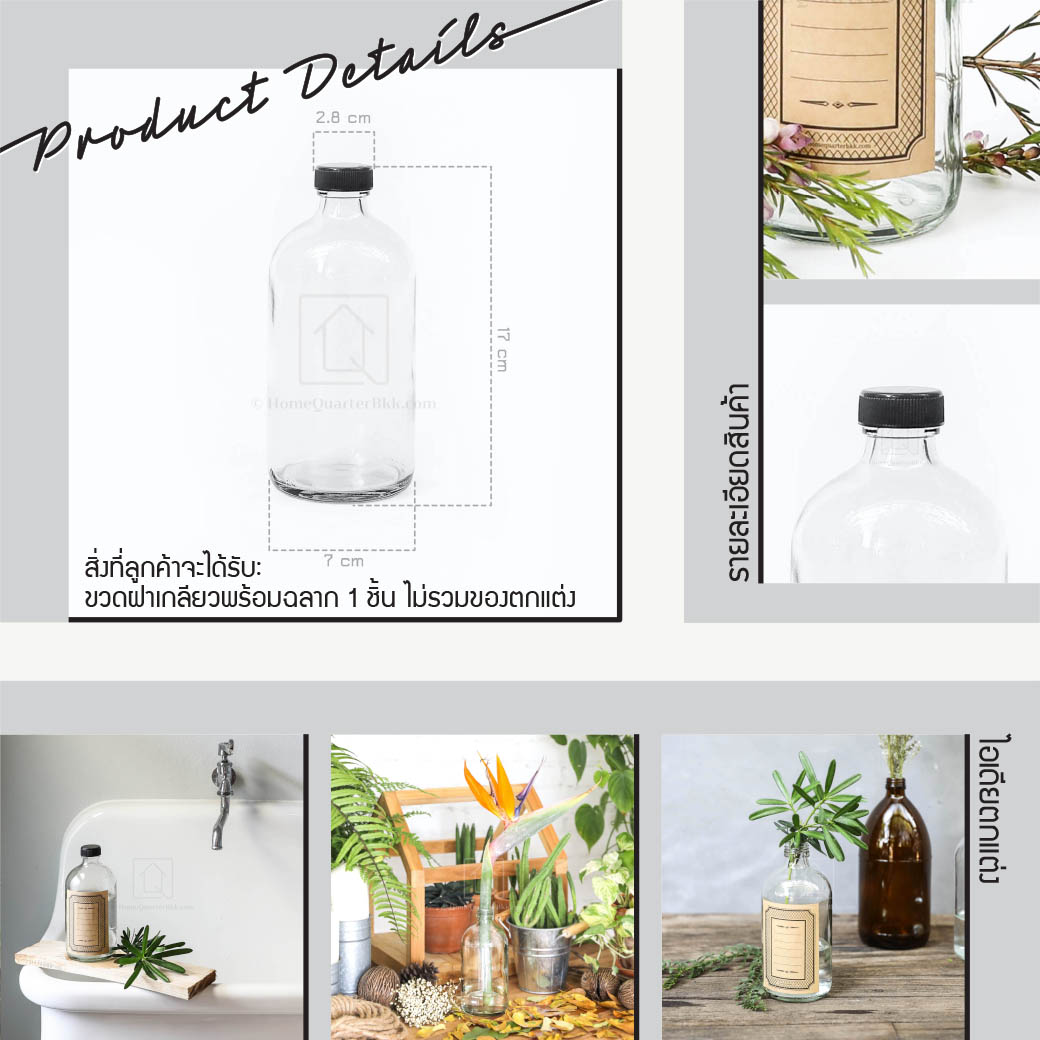 Product Details
2.8 cm
17 cm
© HomeQuarterBkk.com
7 cm
สิ่งที่ลูกค้าจะได้รับ:
ขวดฝาเกลียวพร้อมฉลาก 1 ชิ้น ไม่รวมของตกแต่ง
Homequarterbkk.com
รายละเอียดสินค้า
HomeQuarterBkk.com
ไอเดียตกแต่ง